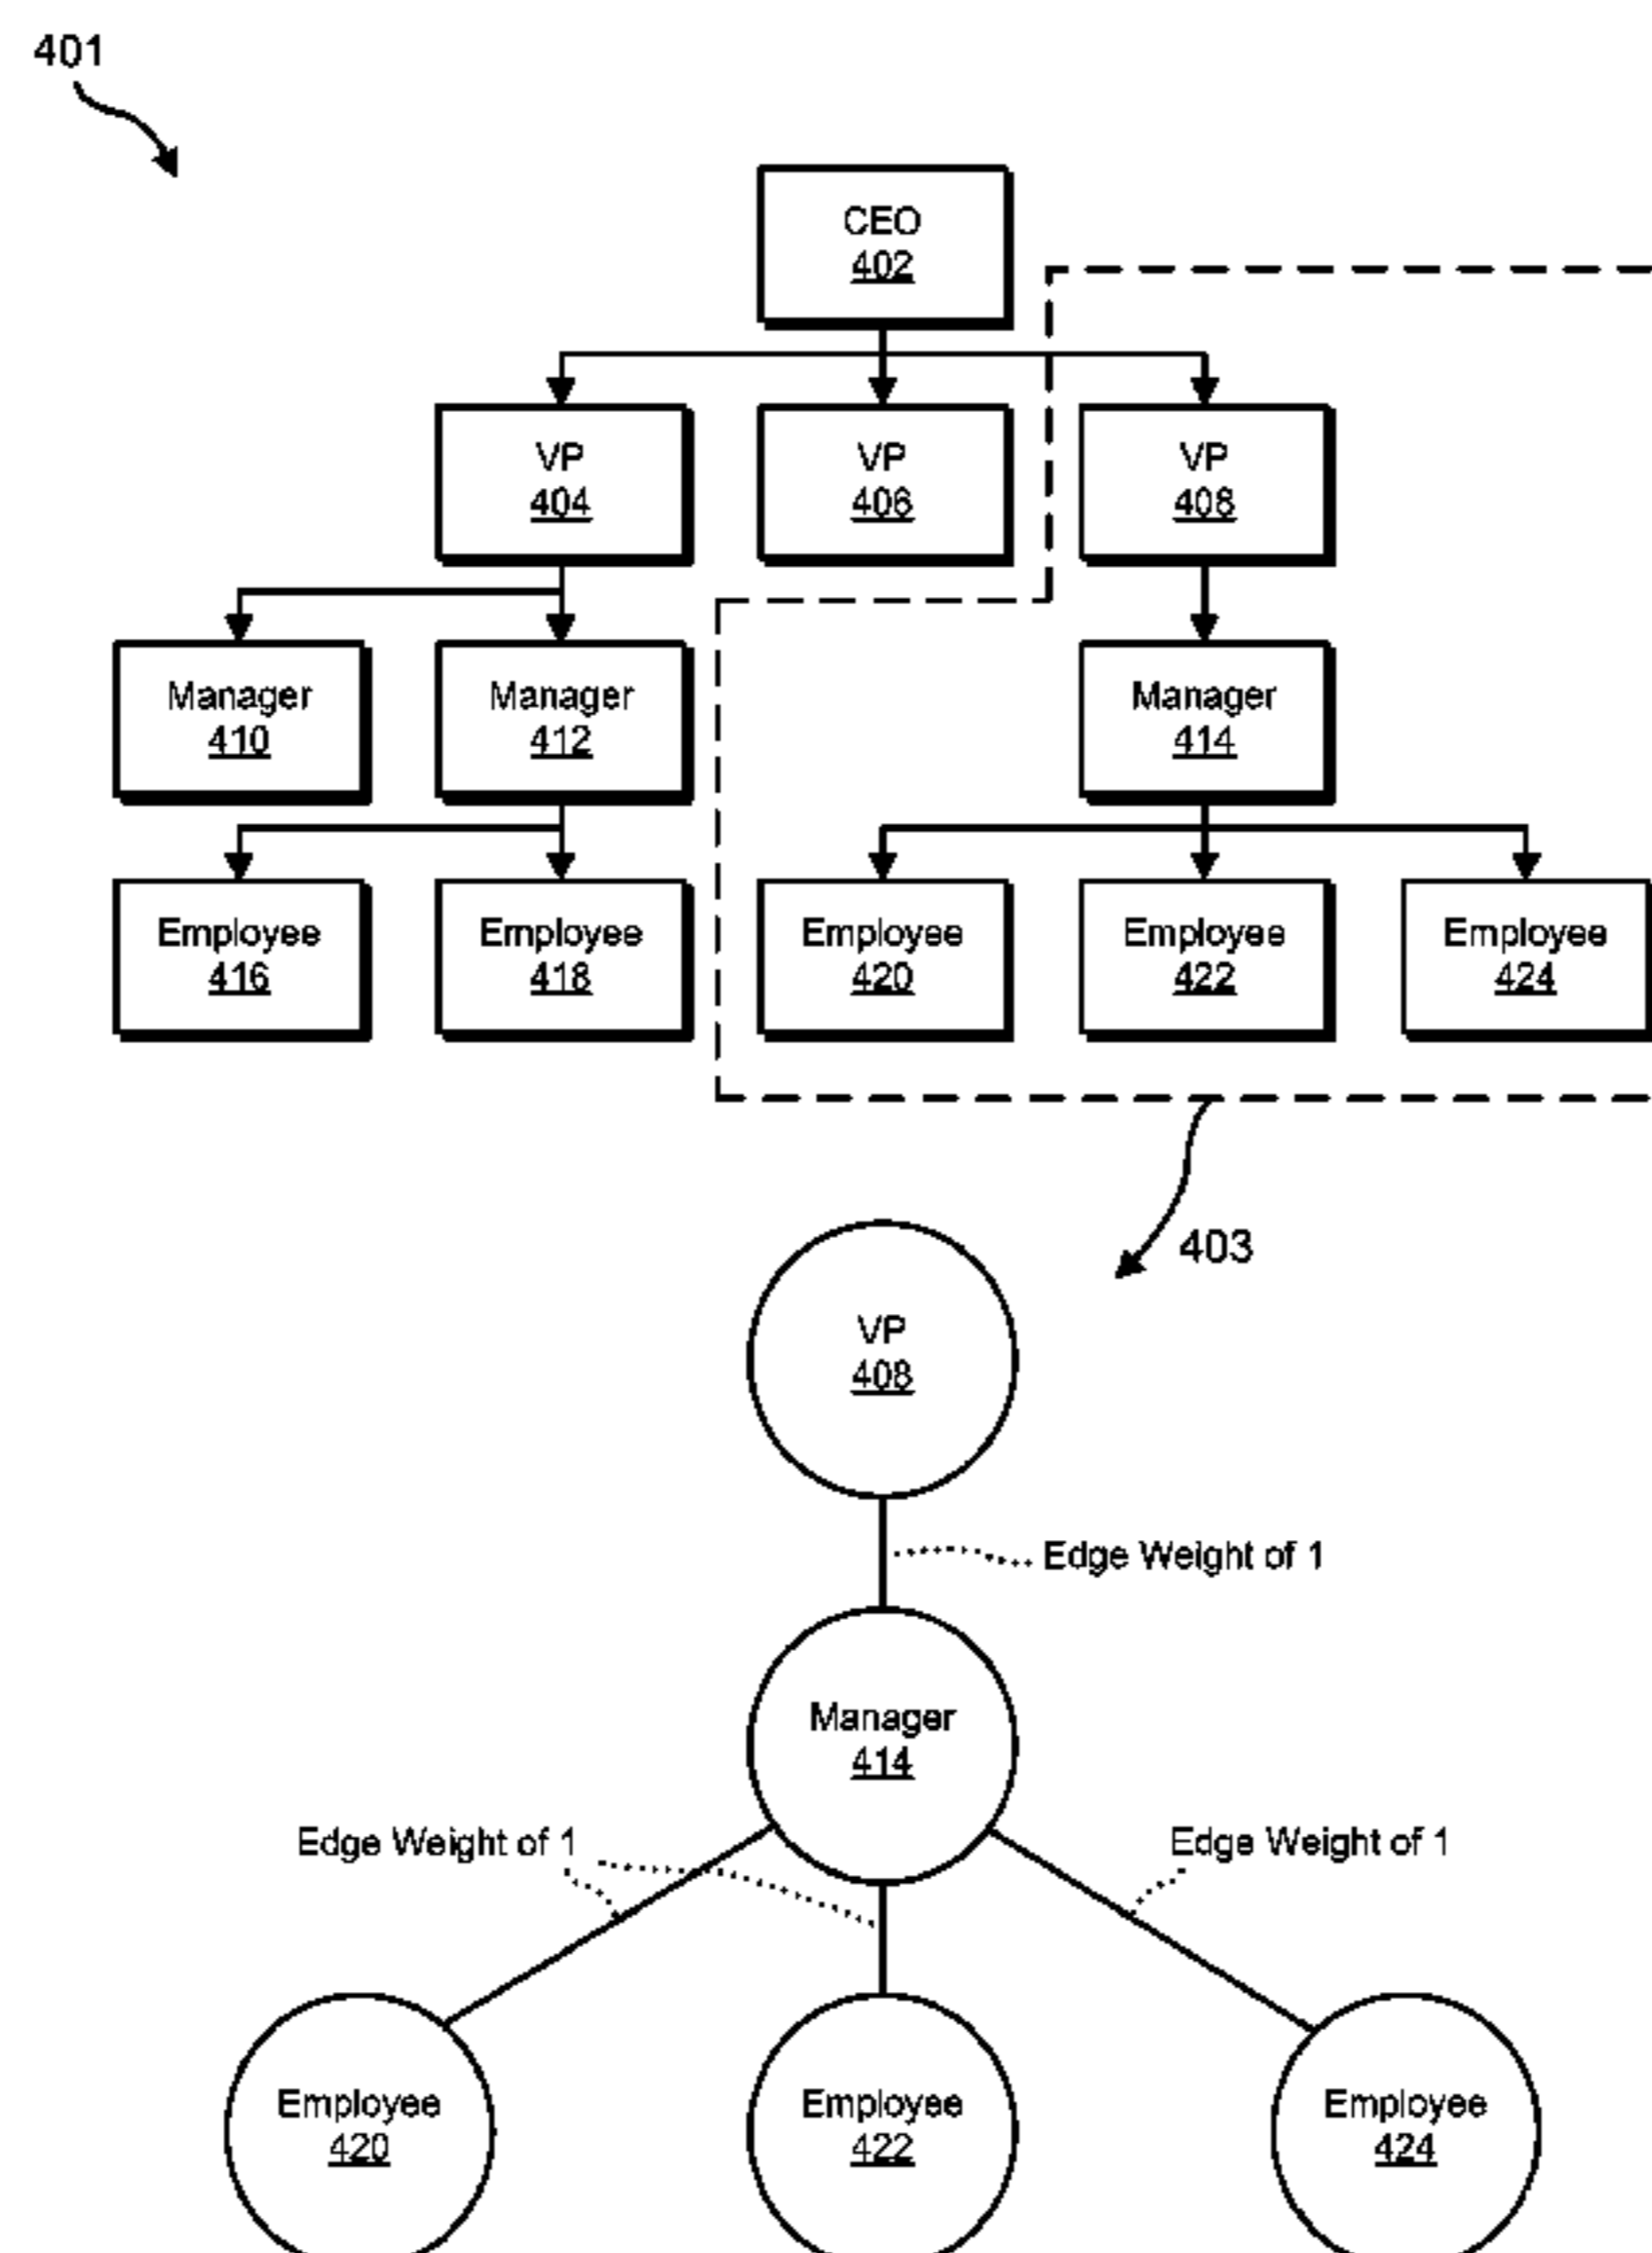 401
CEO
402
VP
404
VP
406
VP
408
Manager
410
Manager
412
Manager
414
Employee
416
Employee
418
Employee
420
Employee
422
Employee
424
403
VP
408
Edge Weight of 1
Manager
414
Edge Weight of 1
Edge Weight of 1
Employee
420
Employee
422
Employee
424